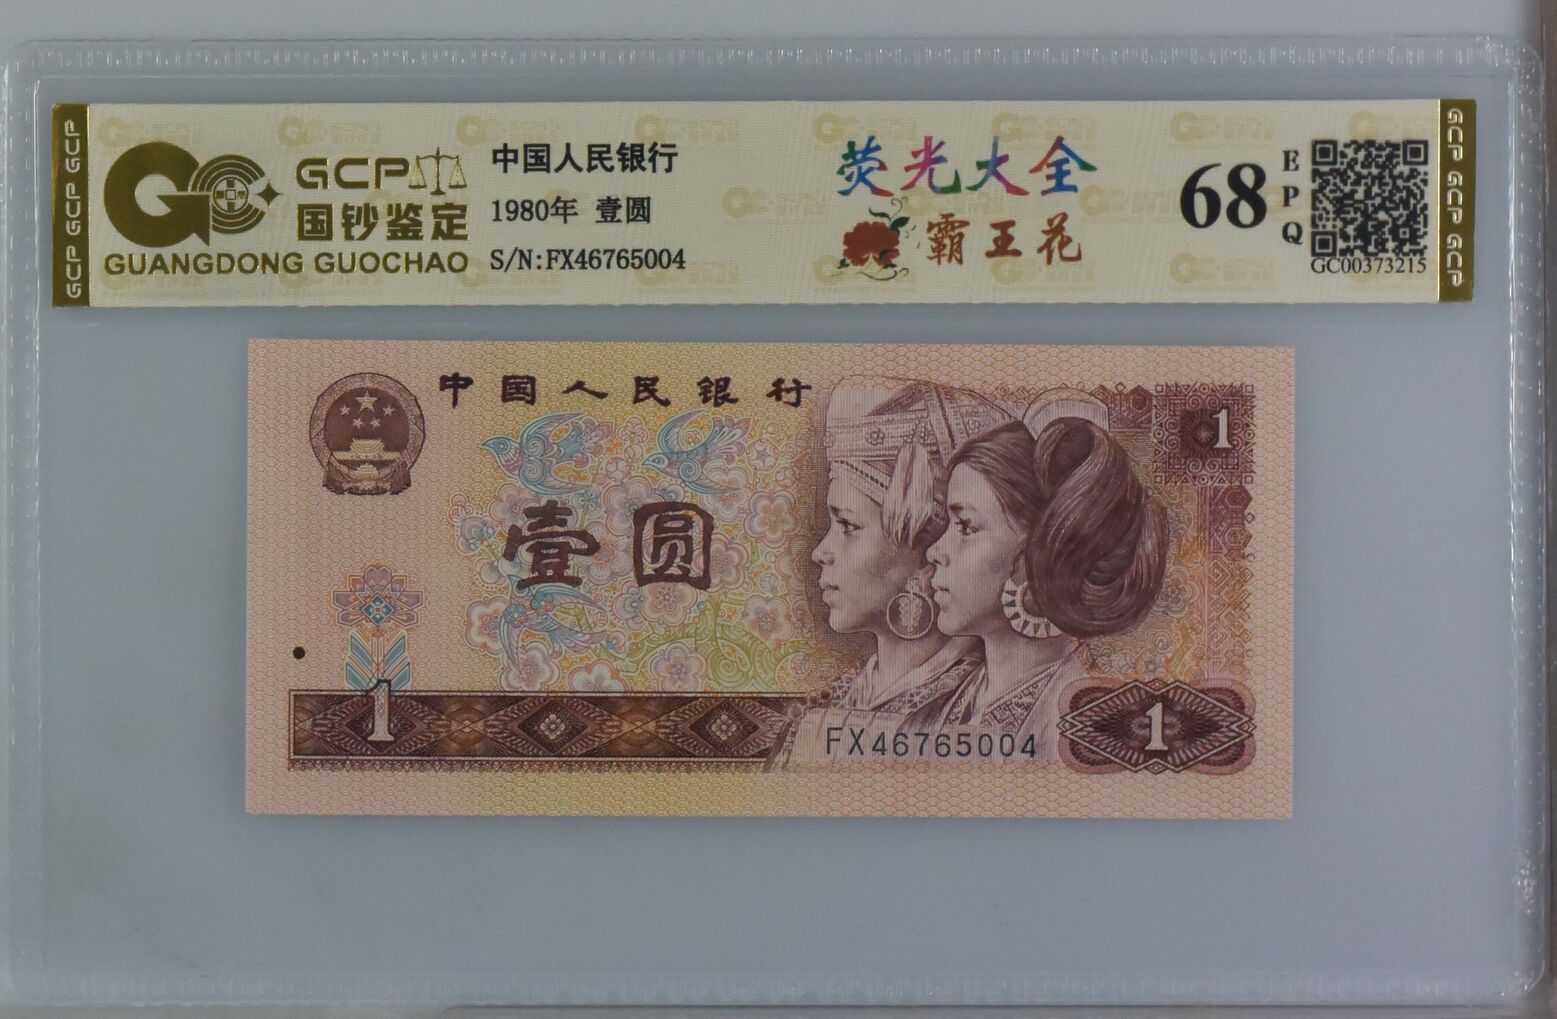 GCP GCP GCP
GCP
国钞鉴定
GUANGDONG GUOCHAO
中国人民银行
1980年 壹圆
S/N:FX46765004
荧光大全
霸王花
68
EPQ
GC00373215
GCP GCP GCP
中国人民银行
1
壹圆
1
FX46765004
1